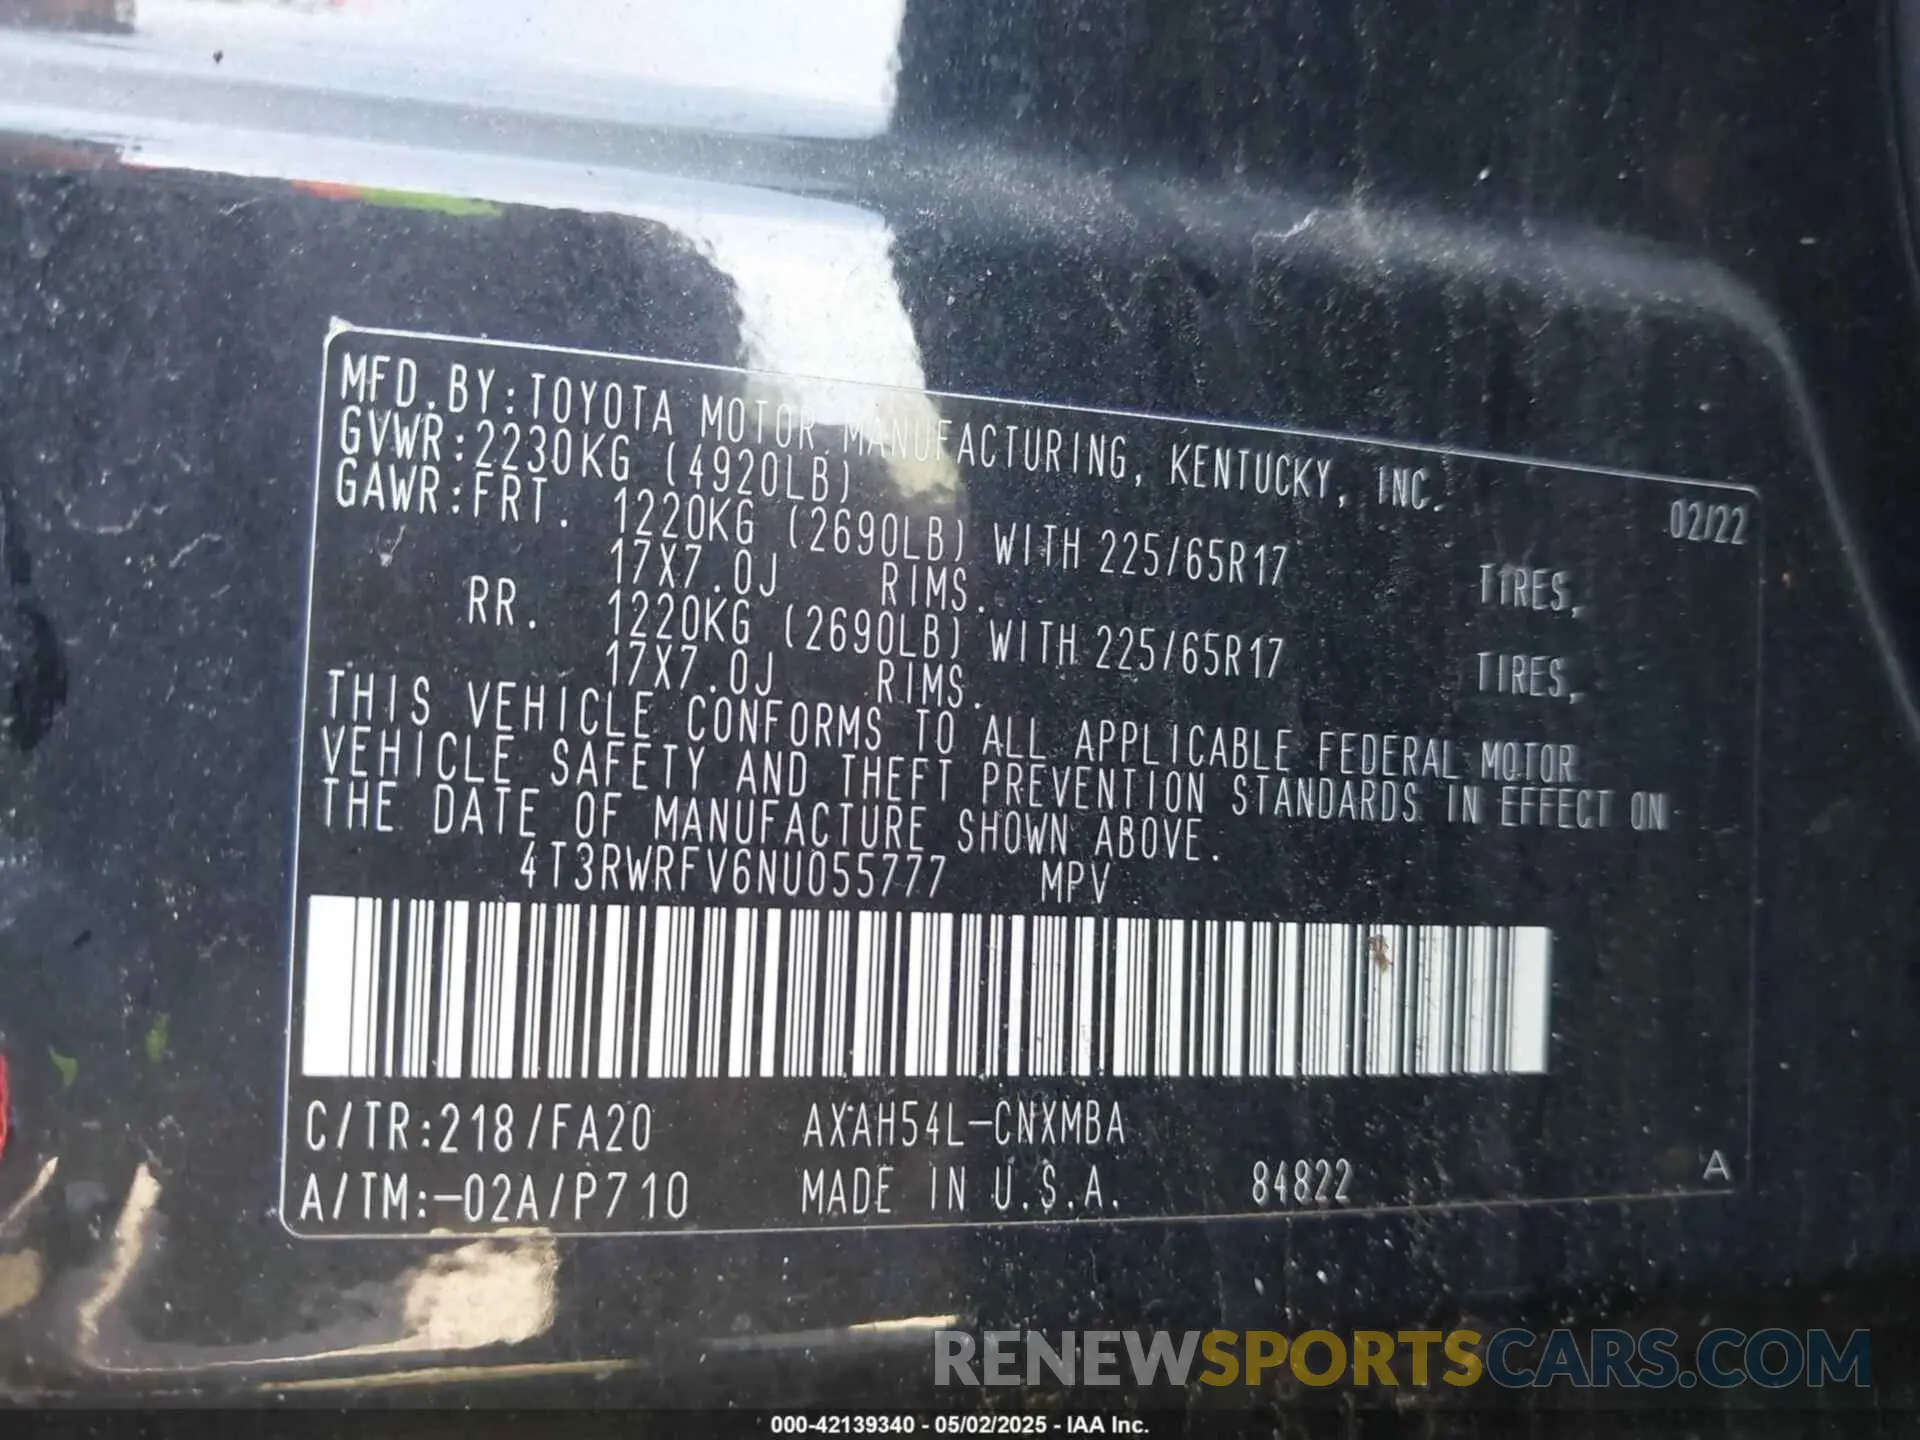 MFD.BY:TOYOTA MOTOR MANUFACTURING, KENTUCKY, INC.
GVWR:2230KG (4920LB) 02/22
GAWR:FRT. 1220KG (2690LB) WITH 225/65R17 TIRES,
17X7.0J RIMS.
RR. 1220KG (2690LB) WITH 225/65R17 TIRES,
17X7.0J RIMS.
THIS VEHICLE CONFORMS TO ALL APPLICABLE FEDERAL MOTOR
VEHICLE SAFETY AND THEFT PREVENTION STANDARDS IN EFFECT ON
THE DATE OF MANUFACTURE SHOWN ABOVE.
4T3RWRFV6NU055777 MPV
C/TR:218/FA20 AXAH54L-CNXMBA
A/TM:-02A/P710 MADE IN U.S.A. 84822 A
RENEWSPORTSCARS.COM
000-42139340 - 05/02/2025 - IAA Inc.